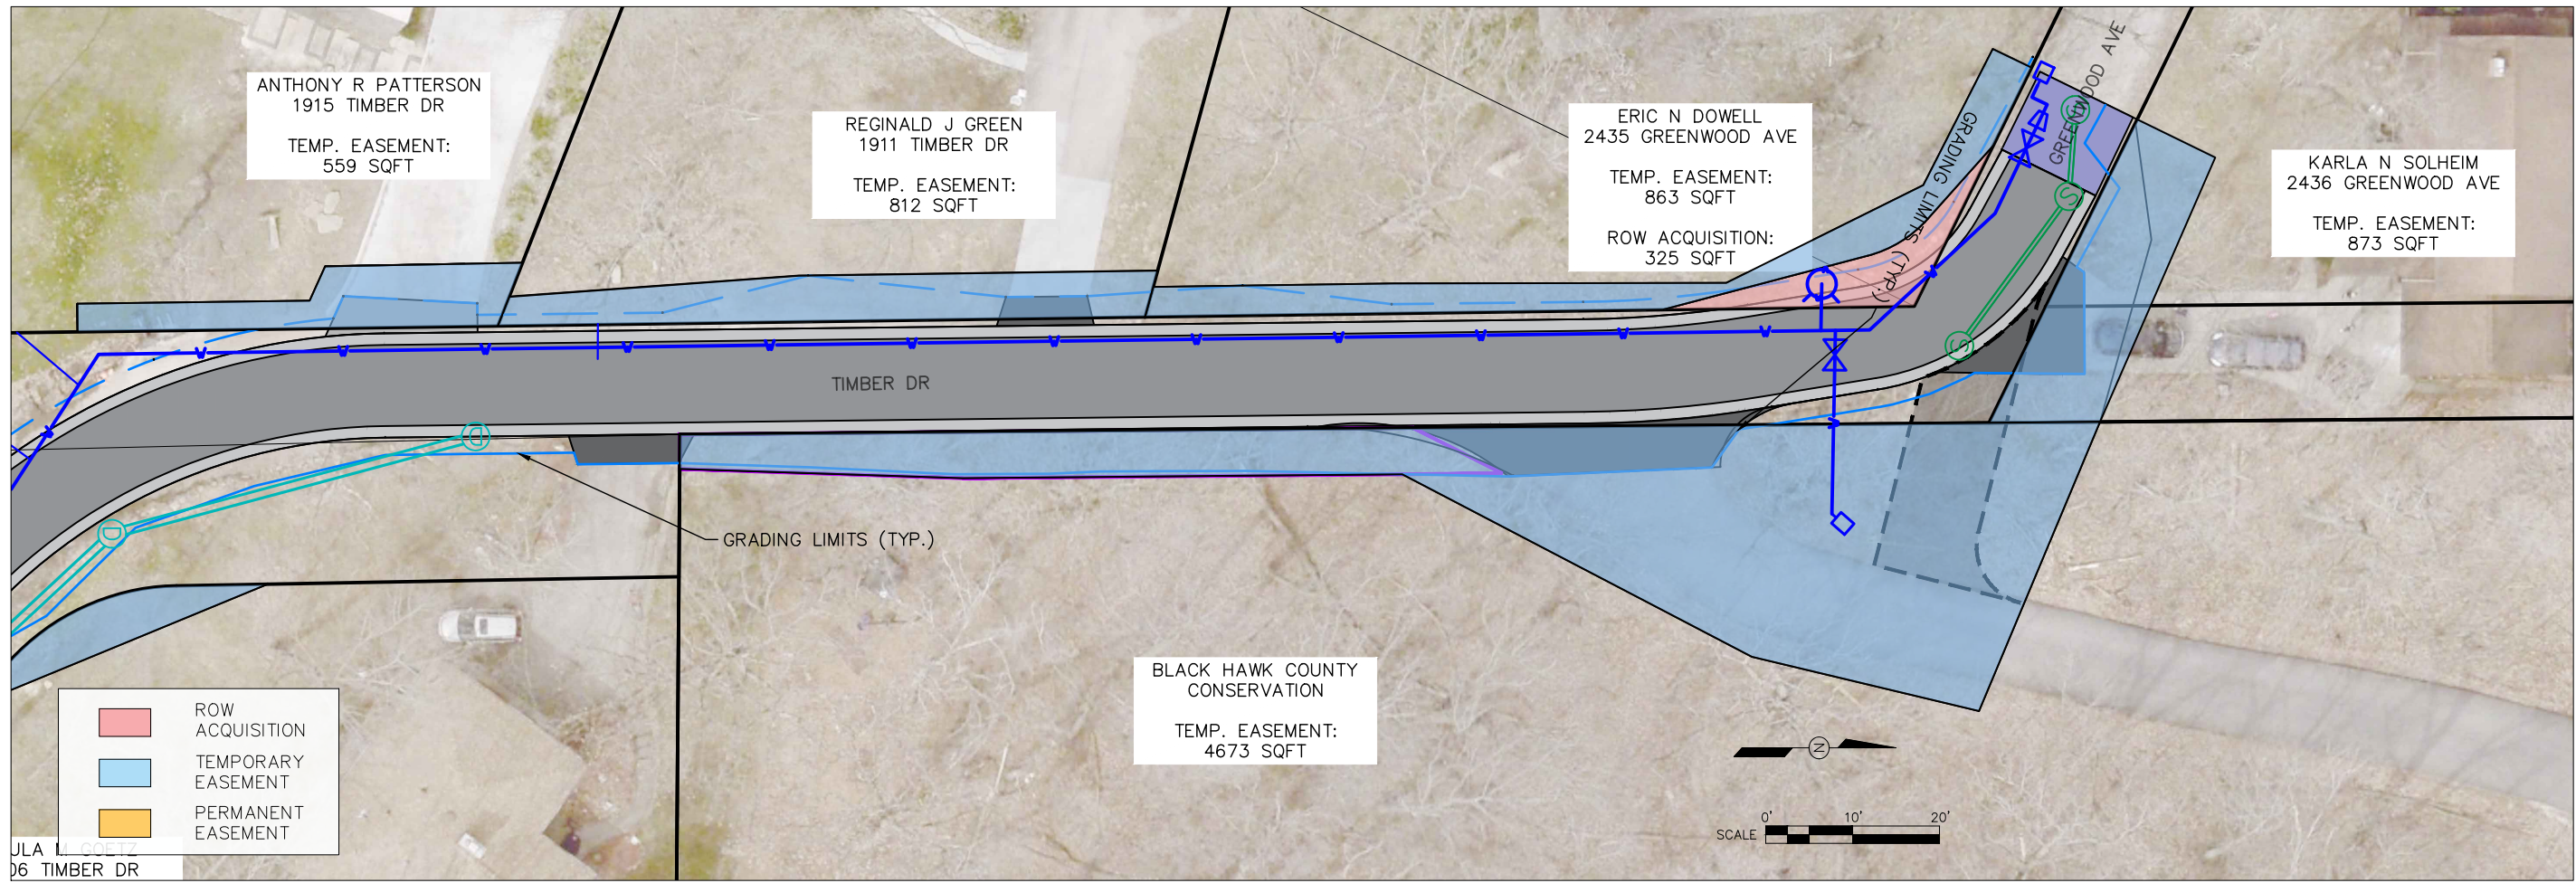 ANTHONY R PATTERSON
1915 TIMBER DR
TEMP. EASEMENT:
559 SQFT
REGINALD J GREEN
1911 TIMBER DR
TEMP. EASEMENT:
812 SQFT
ERIC N DOWELL
2435 GREENWOOD AVE
TEMP. EASEMENT:
863 SQFT
ROW ACQUISITION:
325 SQFT
GREENWOOD AVE
GRADING LIMITS (TYP.)
KARLA N SOLHEIM
2436 GREENWOOD AVE
TEMP. EASEMENT:
873 SQFT
S
S
S
W W W W W W W W W W W W W
W
W
TIMBER DR
D
D
GRADING LIMITS (TYP.)
BLACK HAWK COUNTY
CONSERVATION
TEMP. EASEMENT:
4673 SQFT
N
0' 10' 20'
SCALE
ROW
ACQUISITION
TEMPORARY
EASEMENT
PERMANENT
EASEMENT
ULA M GOETZ
06 TIMBER DR